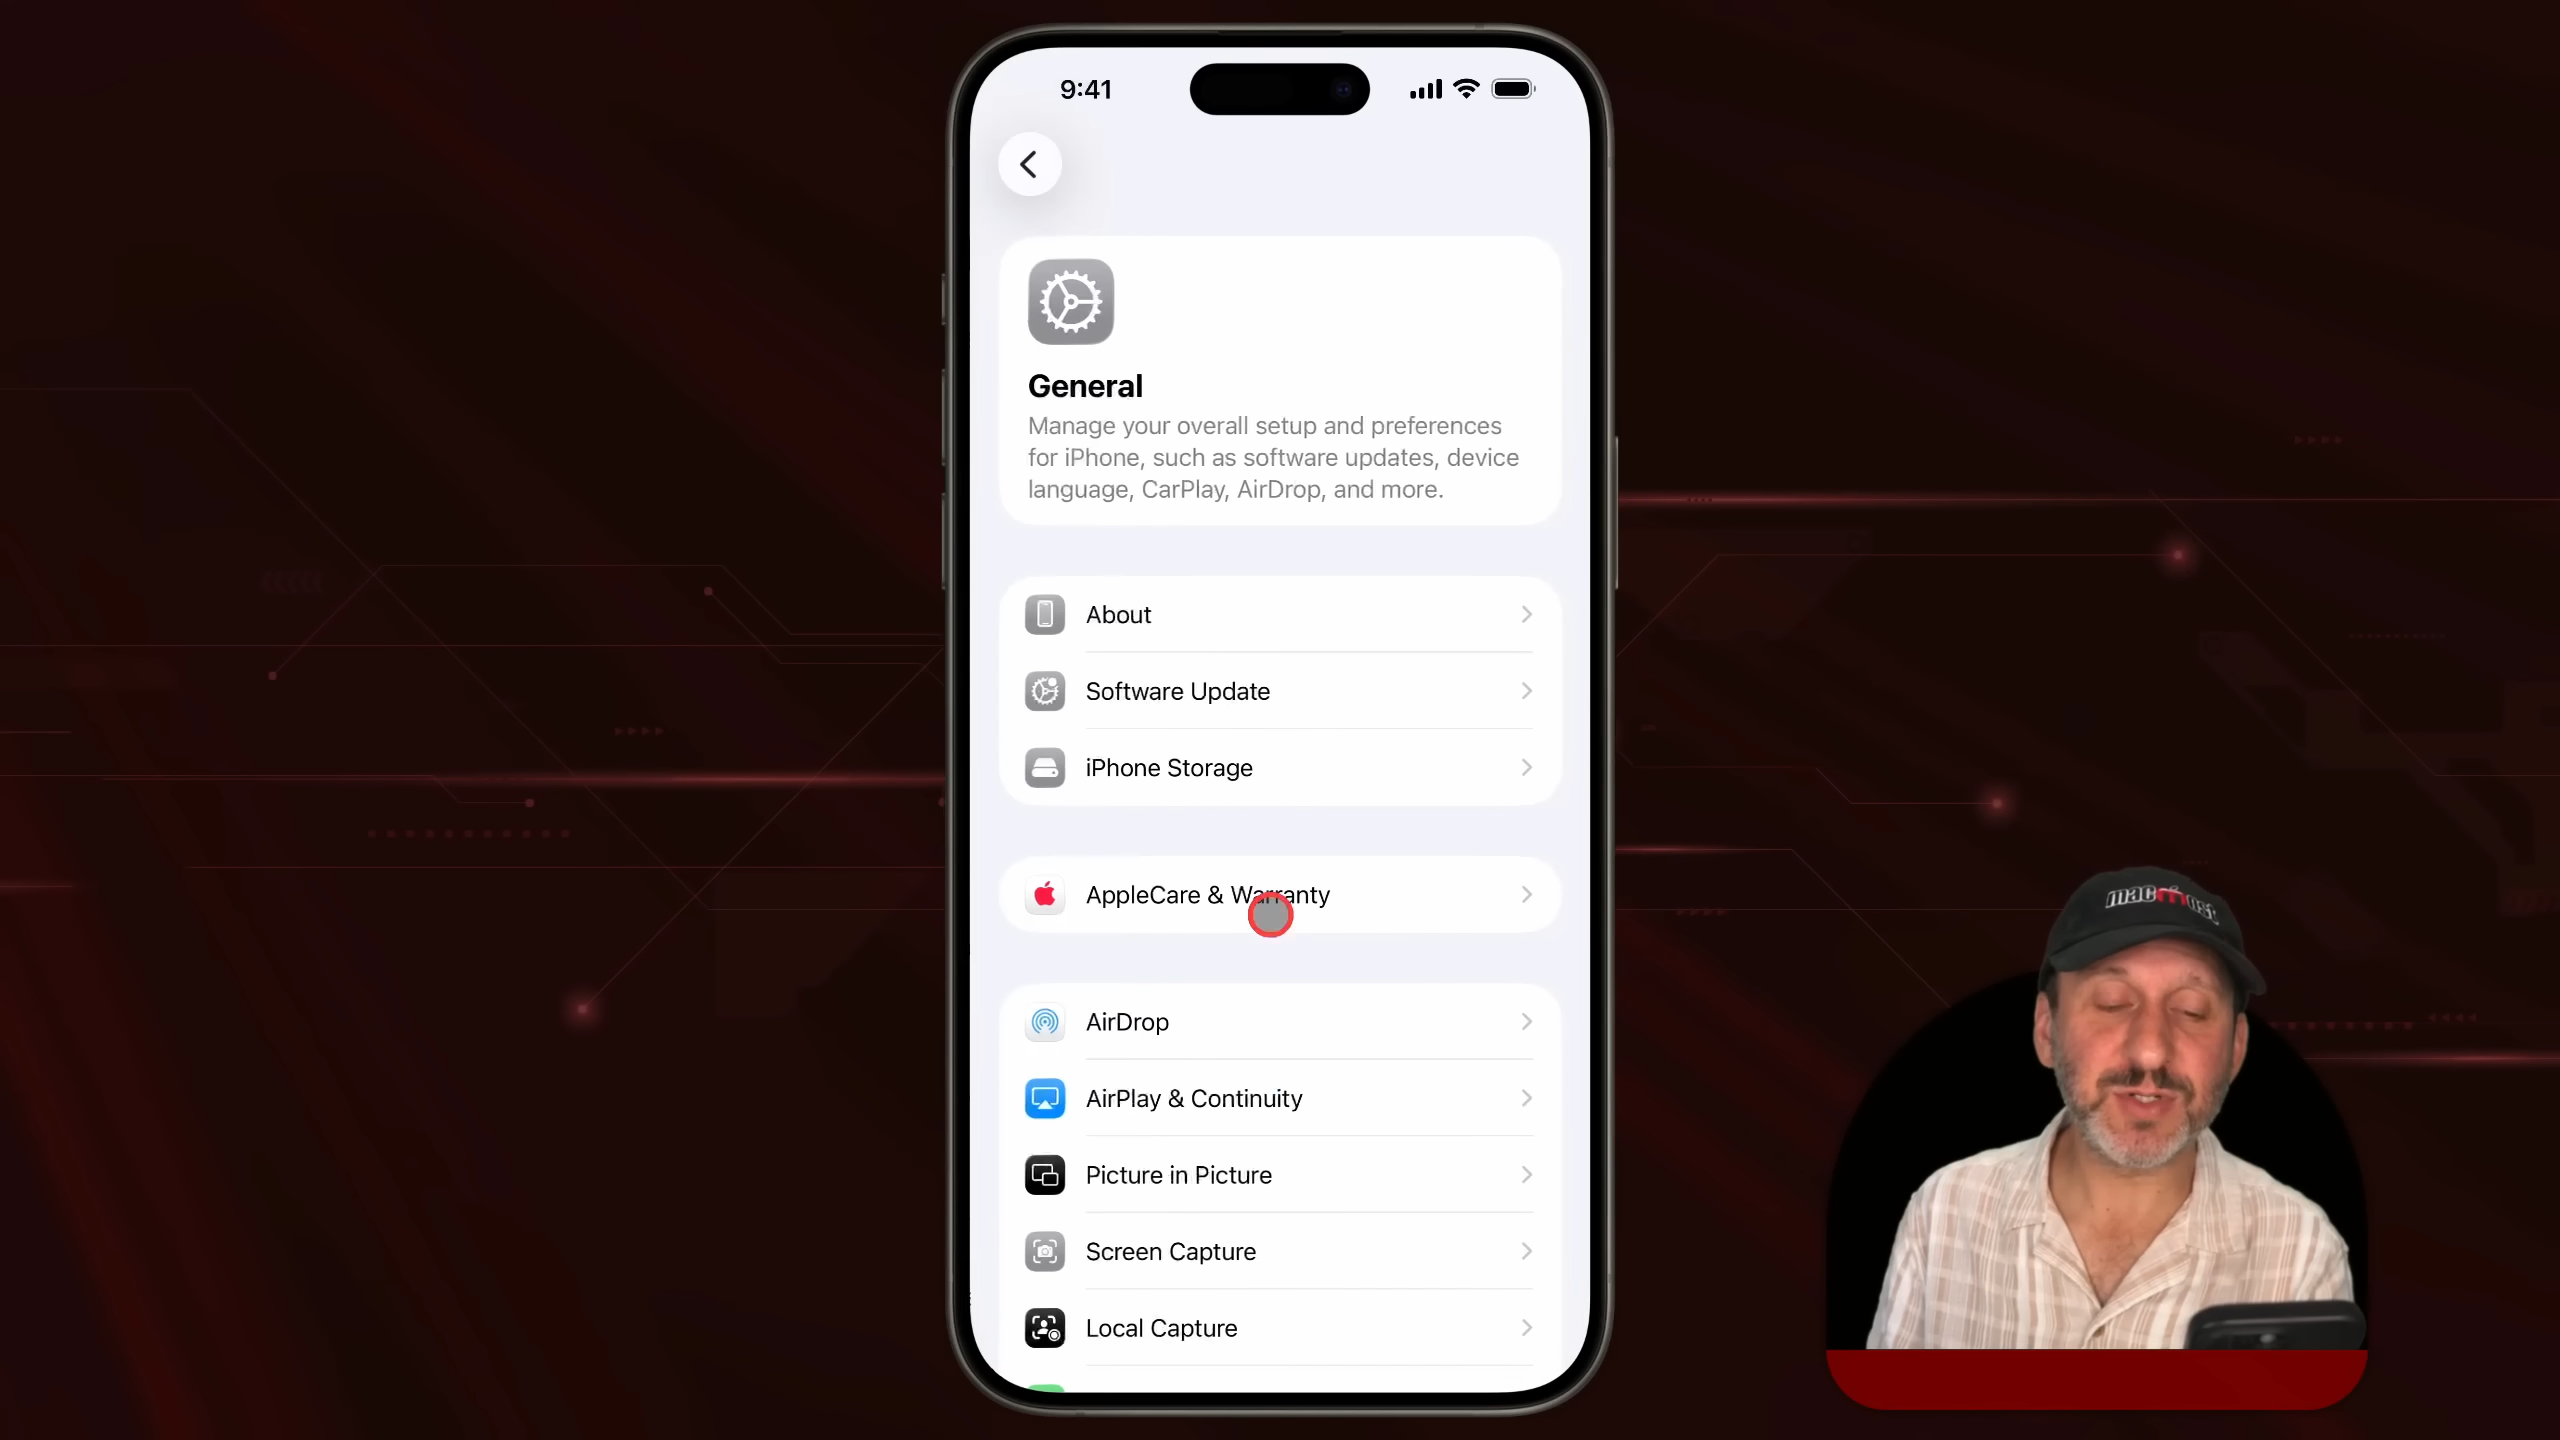 9:41
General
Manage your overall setup and preferences
for iPhone, such as software updates, device
language, CarPlay, AirDrop, and more.
About
Software Update
iPhone Storage
AppleCare & Warranty
AirDrop
AirPlay & Continuity
Picture in Picture
Screen Capture
Local Capture
macmost